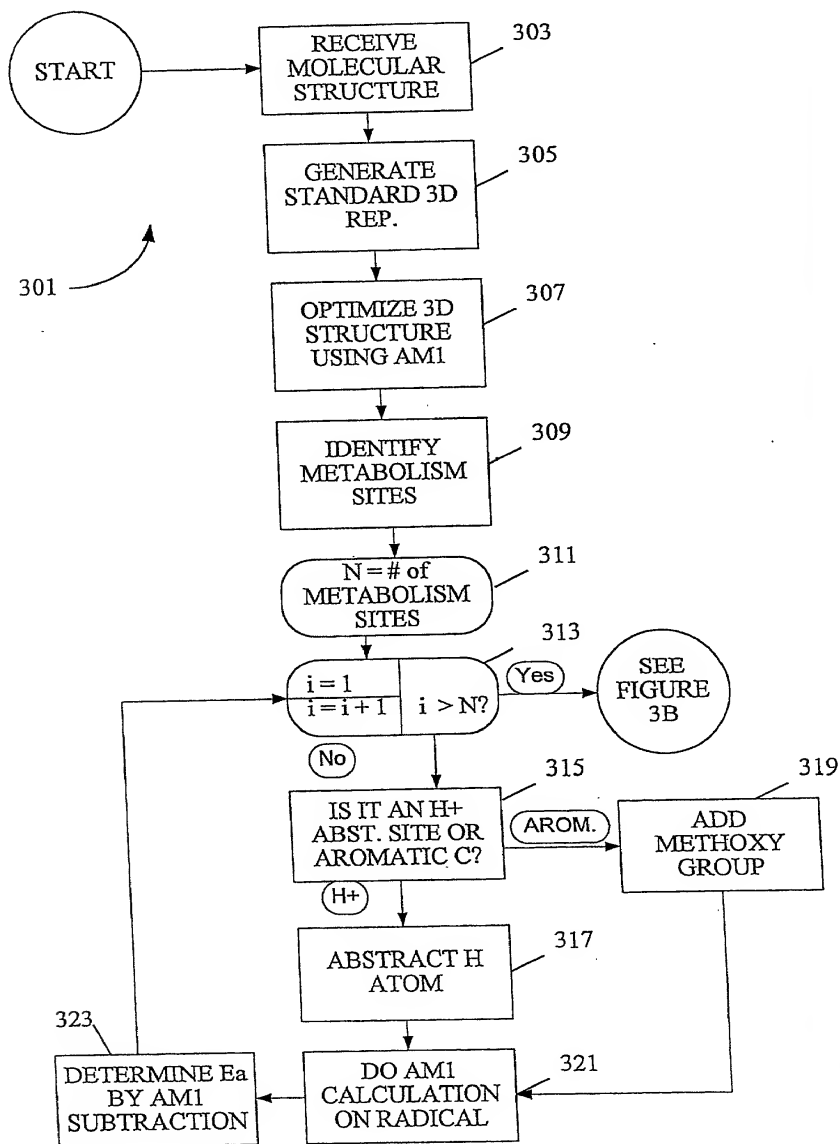 START
RECEIVE
MOLECULAR
STRUCTURE
303
GENERATE
STANDARD 3D
REP.
305
301
OPTIMIZE 3D
STRUCTURE
USING AM1
307
IDENTIFY
METABOLISM
SITES
309
N = # of
METABOLISM
SITES
311
313
i = 1
i = i + 1
i > N?
Yes
SEE
FIGURE
3B
No
315
IS IT AN H+
ABST. SITE OR
AROMATIC C?
AROM.
319
ADD
METHOXY
GROUP
H+
ABSTRACT H
ATOM
317
323
DETERMINE Ea
BY AM1
SUBTRACTION
DO AM1
CALCULATION
ON RADICAL
321